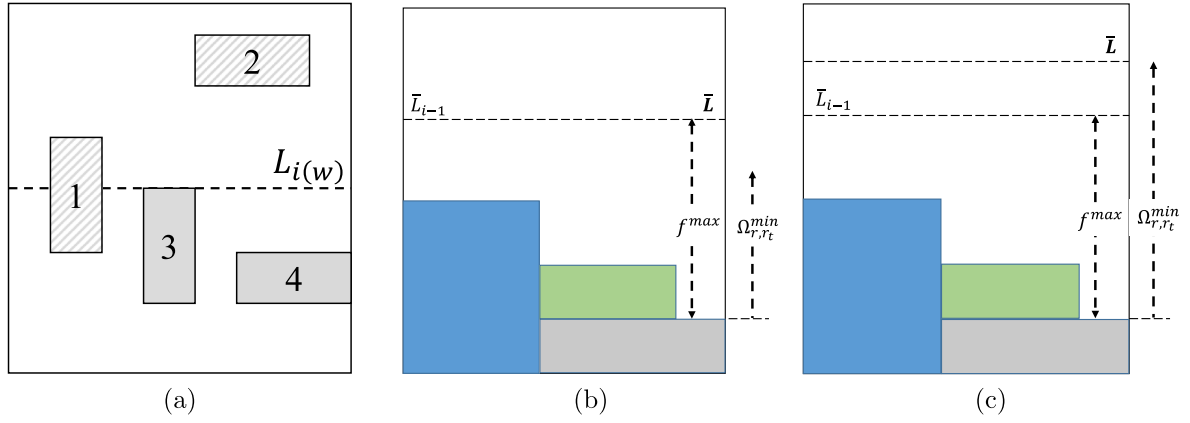 2
L_{i(w)}
1
3
4
(a)
L̄_{i−1} L̄
f^{max} Ω^{min}_{r,r_t}
(b)
L̄
L̄_{i−1}
f^{max} Ω^{min}_{r,r_t}
(c)